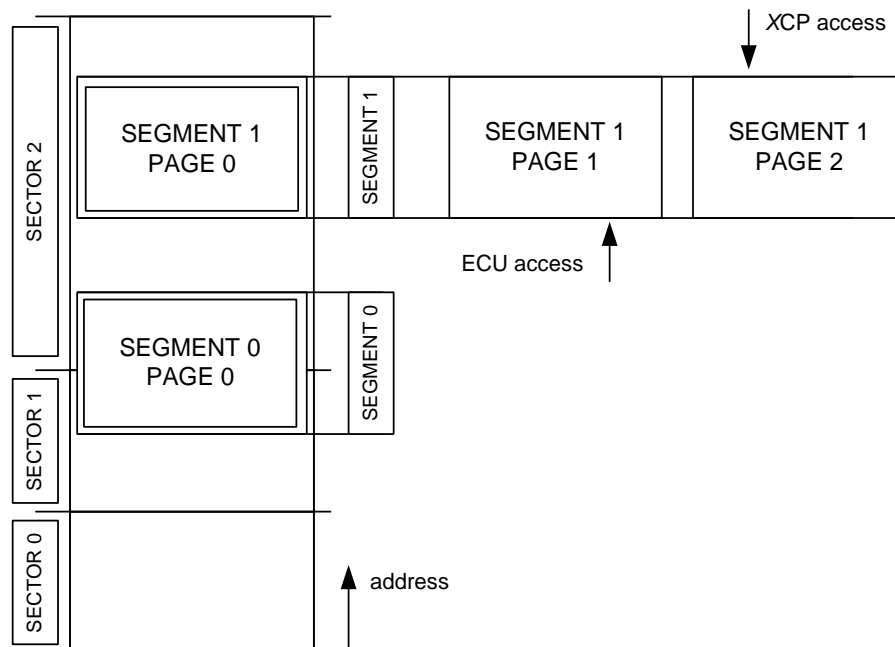 XCP access
SECTOR 2
SEGMENT 1
PAGE 0
SEGMENT 1
SEGMENT 1
PAGE 1
SEGMENT 1
PAGE 2
ECU access
SEGMENT 0
PAGE 0
SEGMENT 0
SECTOR 1
SECTOR 0
address